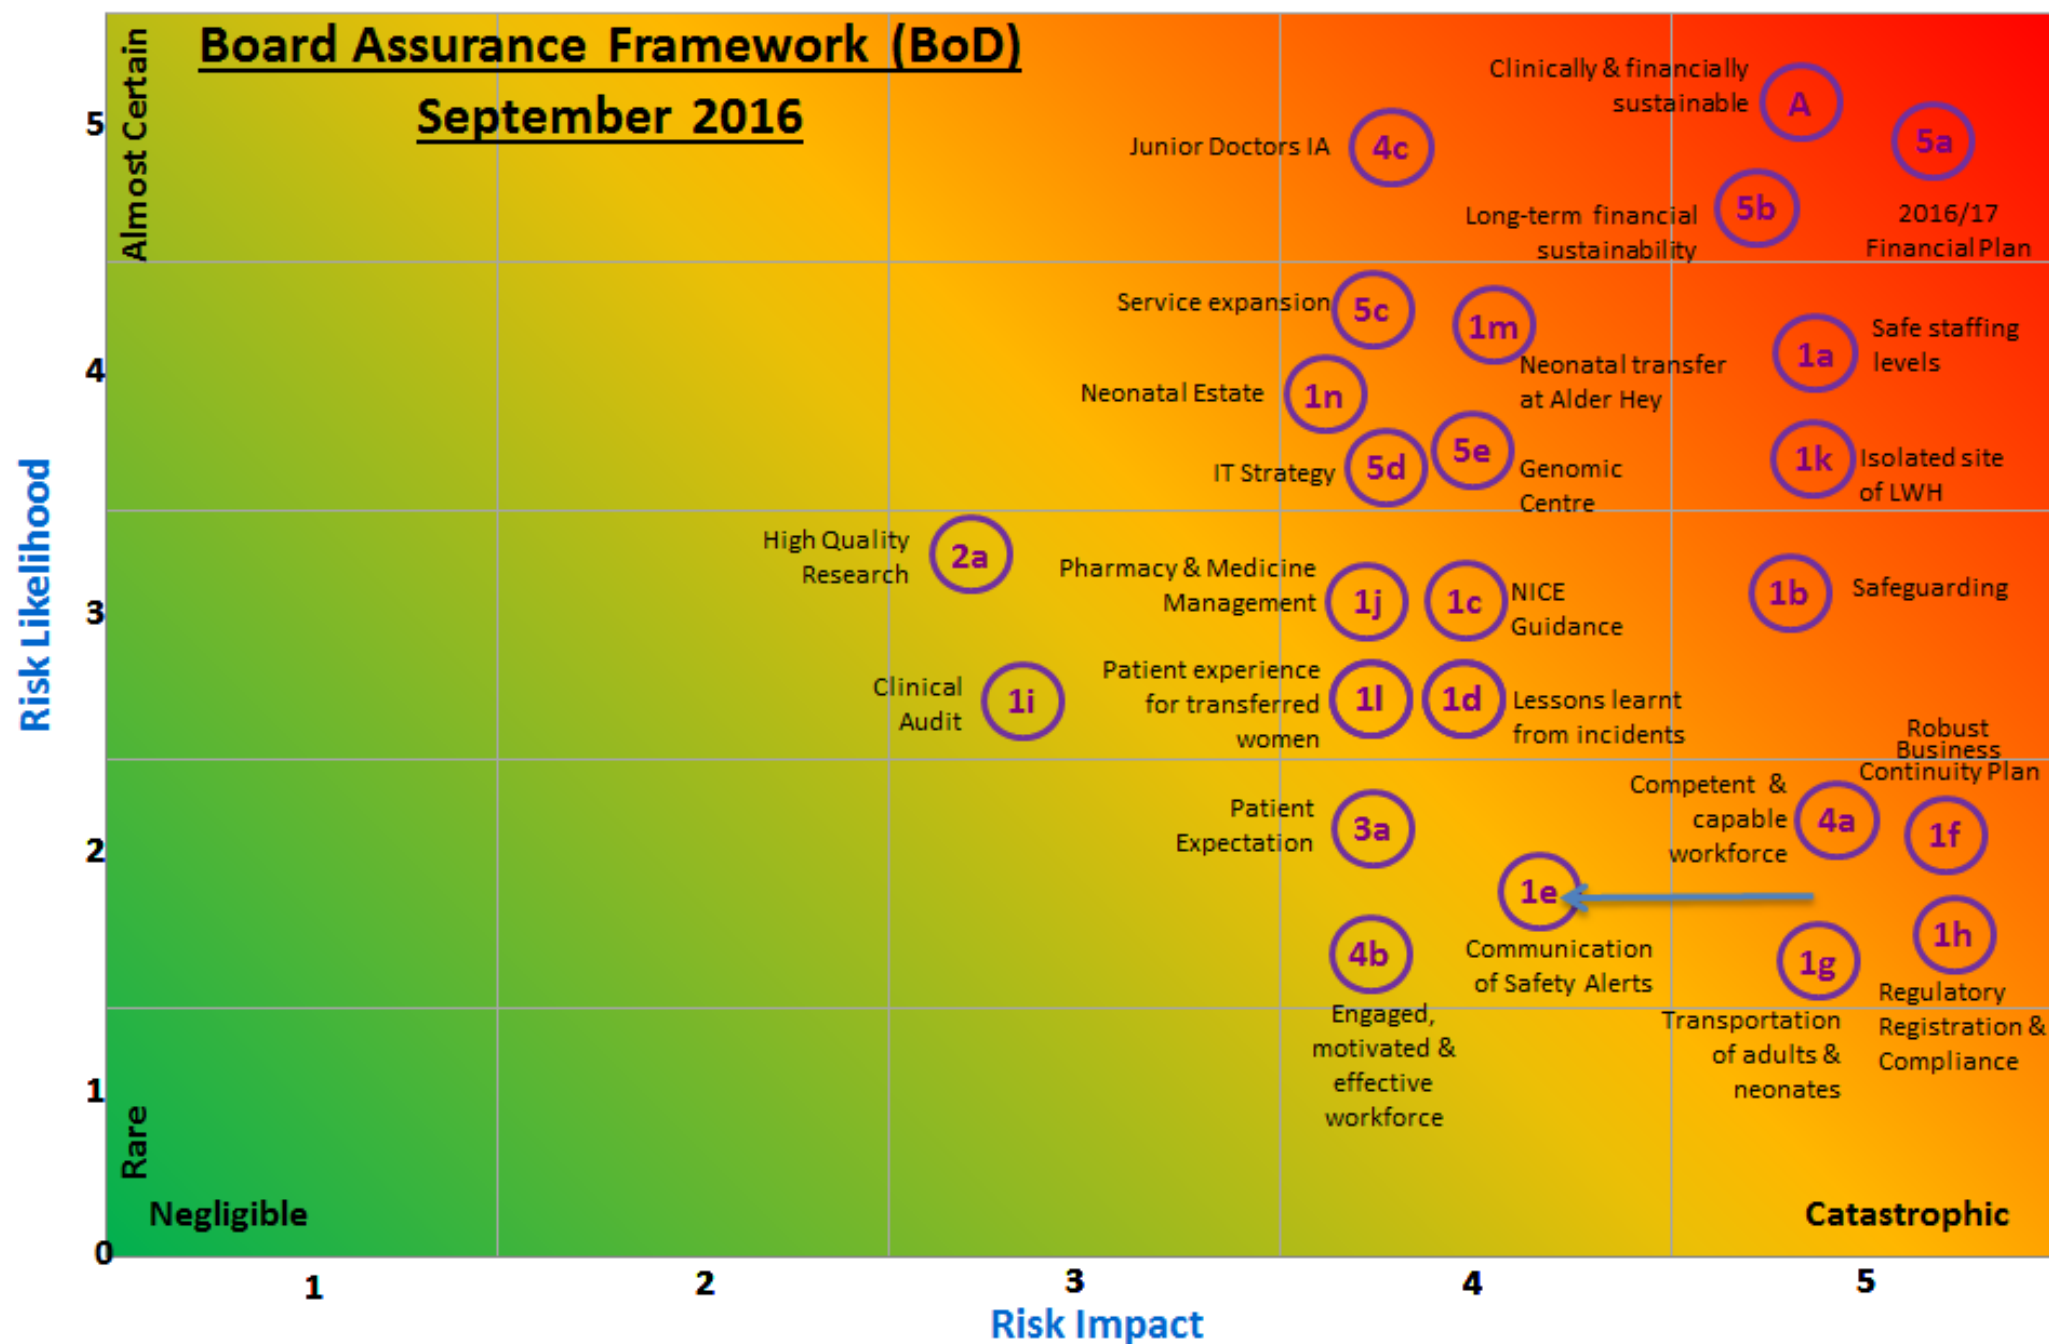 Board Assurance Framework (BoD)
September 2016
Almost Certain
Rare
Risk Likelihood
5
4
3
2
1
0
Clinically & financially
sustainable
A
5a
2016/17
Financial Plan
Junior Doctors IA
4c
Long-term financial
sustainability
5b
Service expansion
5c
1m
Neonatal transfer
at Alder Hey
1a
Safe staffing
levels
Neonatal Estate
1n
IT Strategy
5d
5e
Genomic
Centre
1k
Isolated site
of LWH
High Quality
Research
2a
Pharmacy & Medicine
Management
1j
1c
NICE
Guidance
1b
Safeguarding
Clinical
Audit
1i
Patient experience
for transferred
women
1l
1d
Lessons learnt
from incidents
Robust
Business
Continuity Plan
1f
Competent &
capable
workforce
4a
Patient
Expectation
3a
1e
Communication
of Safety Alerts
4b
Engaged,
motivated &
effective
workforce
1g
Transportation
of adults &
neonates
1h
Regulatory
Registration &
Compliance
Negligible
Catastrophic
1
2
3
4
5
Risk Impact